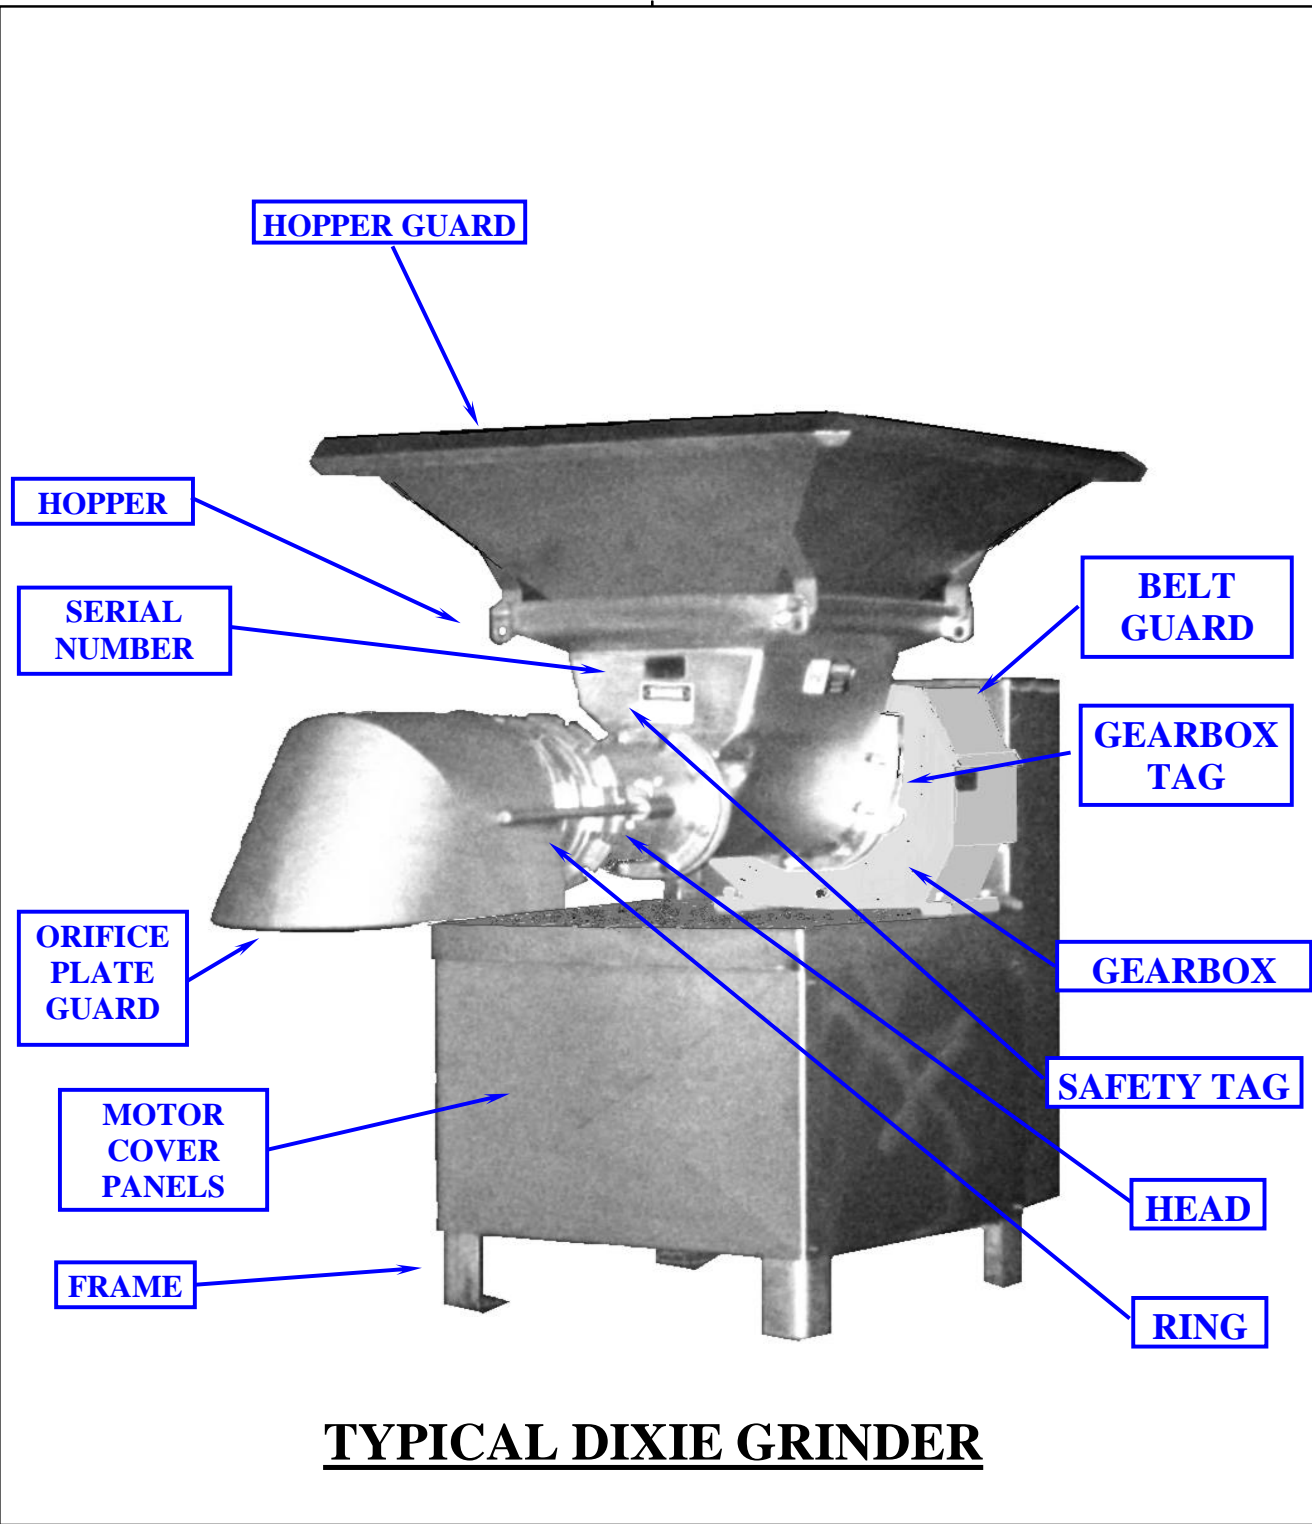 HOPPER GUARD
HOPPER
SERIAL
NUMBER
BELT
GUARD
GEARBOX
TAG
ORIFICE
PLATE
GUARD
GEARBOX
SAFETY TAG
MOTOR
COVER
PANELS
HEAD
FRAME
RING
TYPICAL DIXIE GRINDER